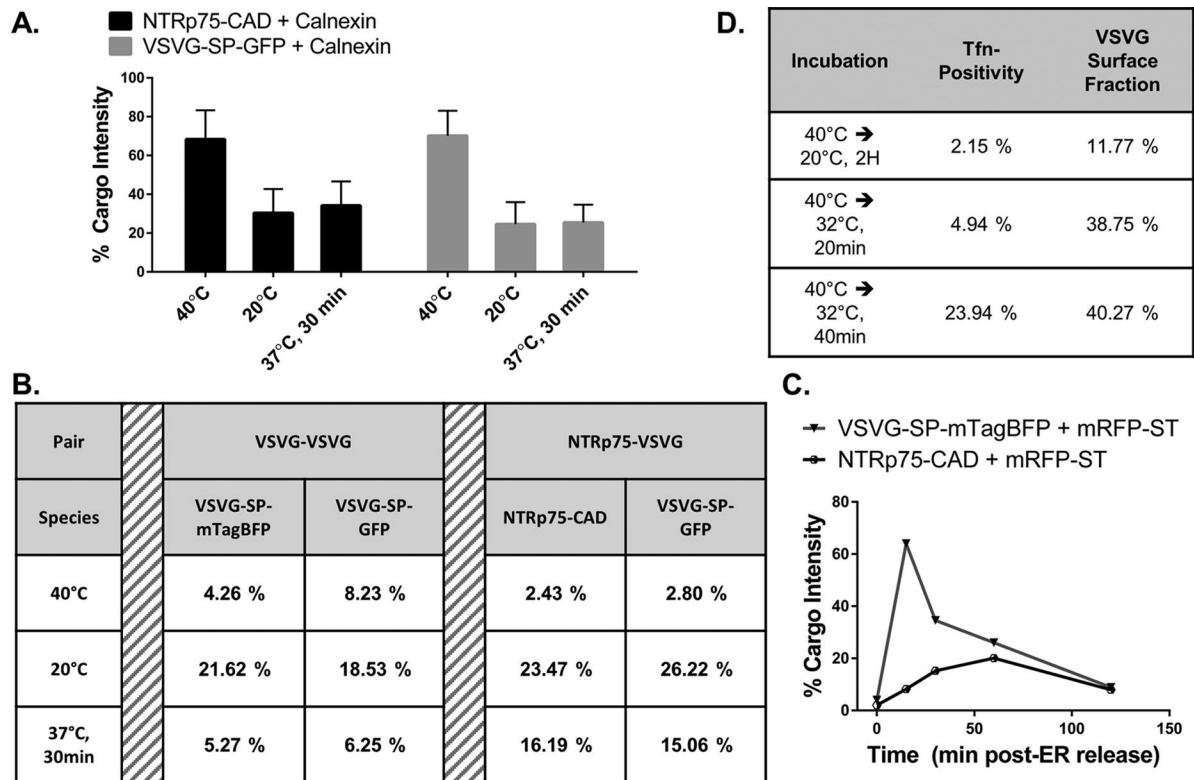 A.
NTRp75-CAD + Calnexin
VSVG-SP-GFP + Calnexin
% Cargo Intensity
100
80
60
40
20
0
40°C
20°C
37°C, 30 min
40°C
20°C
37°C, 30 min
D.
Incubation
Tfn-
Positivity
VSVG
Surface
Fraction
40°C ➔
20°C, 2H
2.15 %
11.77 %
40°C ➔
32°C,
20min
4.94 %
38.75 %
40°C ➔
32°C,
40min
23.94 %
40.27 %
B.
Pair
VSVG-VSVG
NTRp75-VSVG
Species
VSVG-SP-
mTagBFP
VSVG-SP-
GFP
NTRp75-CAD
VSVG-SP-
GFP
40°C
4.26 %
8.23 %
2.43 %
2.80 %
20°C
21.62 %
18.53 %
23.47 %
26.22 %
37°C,
30min
5.27 %
6.25 %
16.19 %
15.06 %
C.
VSVG-SP-mTagBFP + mRFP-ST
NTRp75-CAD + mRFP-ST
% Cargo Intensity
80
60
40
20
0
0
50
100
150
Time (min post-ER release)